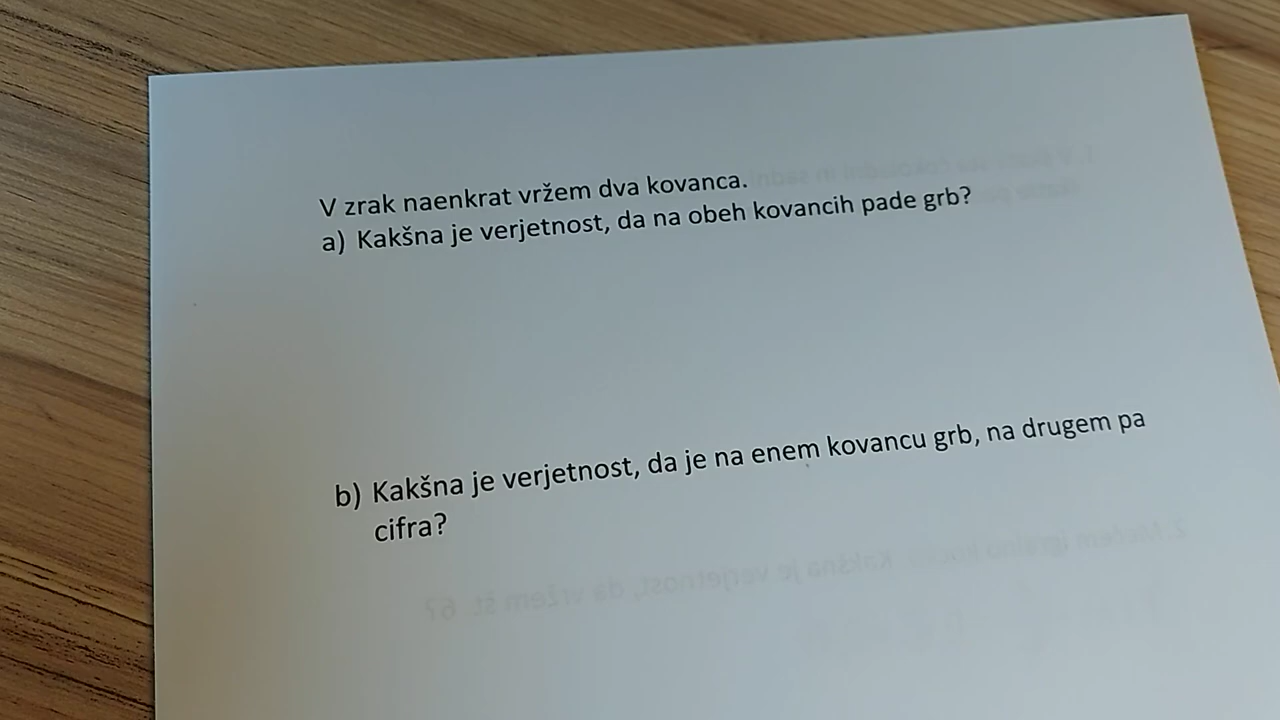 V zrak naenkrat vržem dva kovanca.
a) Kakšna je verjetnost, da na obeh kovancih pade grb?
b) Kakšna je verjetnost, da je na enem kovancu grb, na drugem pa
cifra?